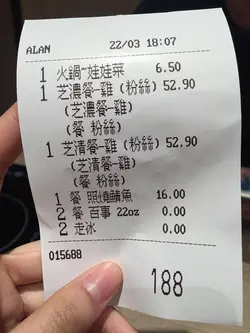 ALAN 22/03 18:07
1 火鍋-娃娃菜 6.50
1 芝濃餐-雞 (粉絲) 52.90
(芝濃餐-雞)
(餐 粉絲)
1 芝清餐-雞 (粉絲) 52.90
(芝清餐-雞)
(餐 粉絲)
1 餐 照燒鯖魚 16.00
2 餐 百事 22oz 0.00
2 走冰 0.00
015688
188